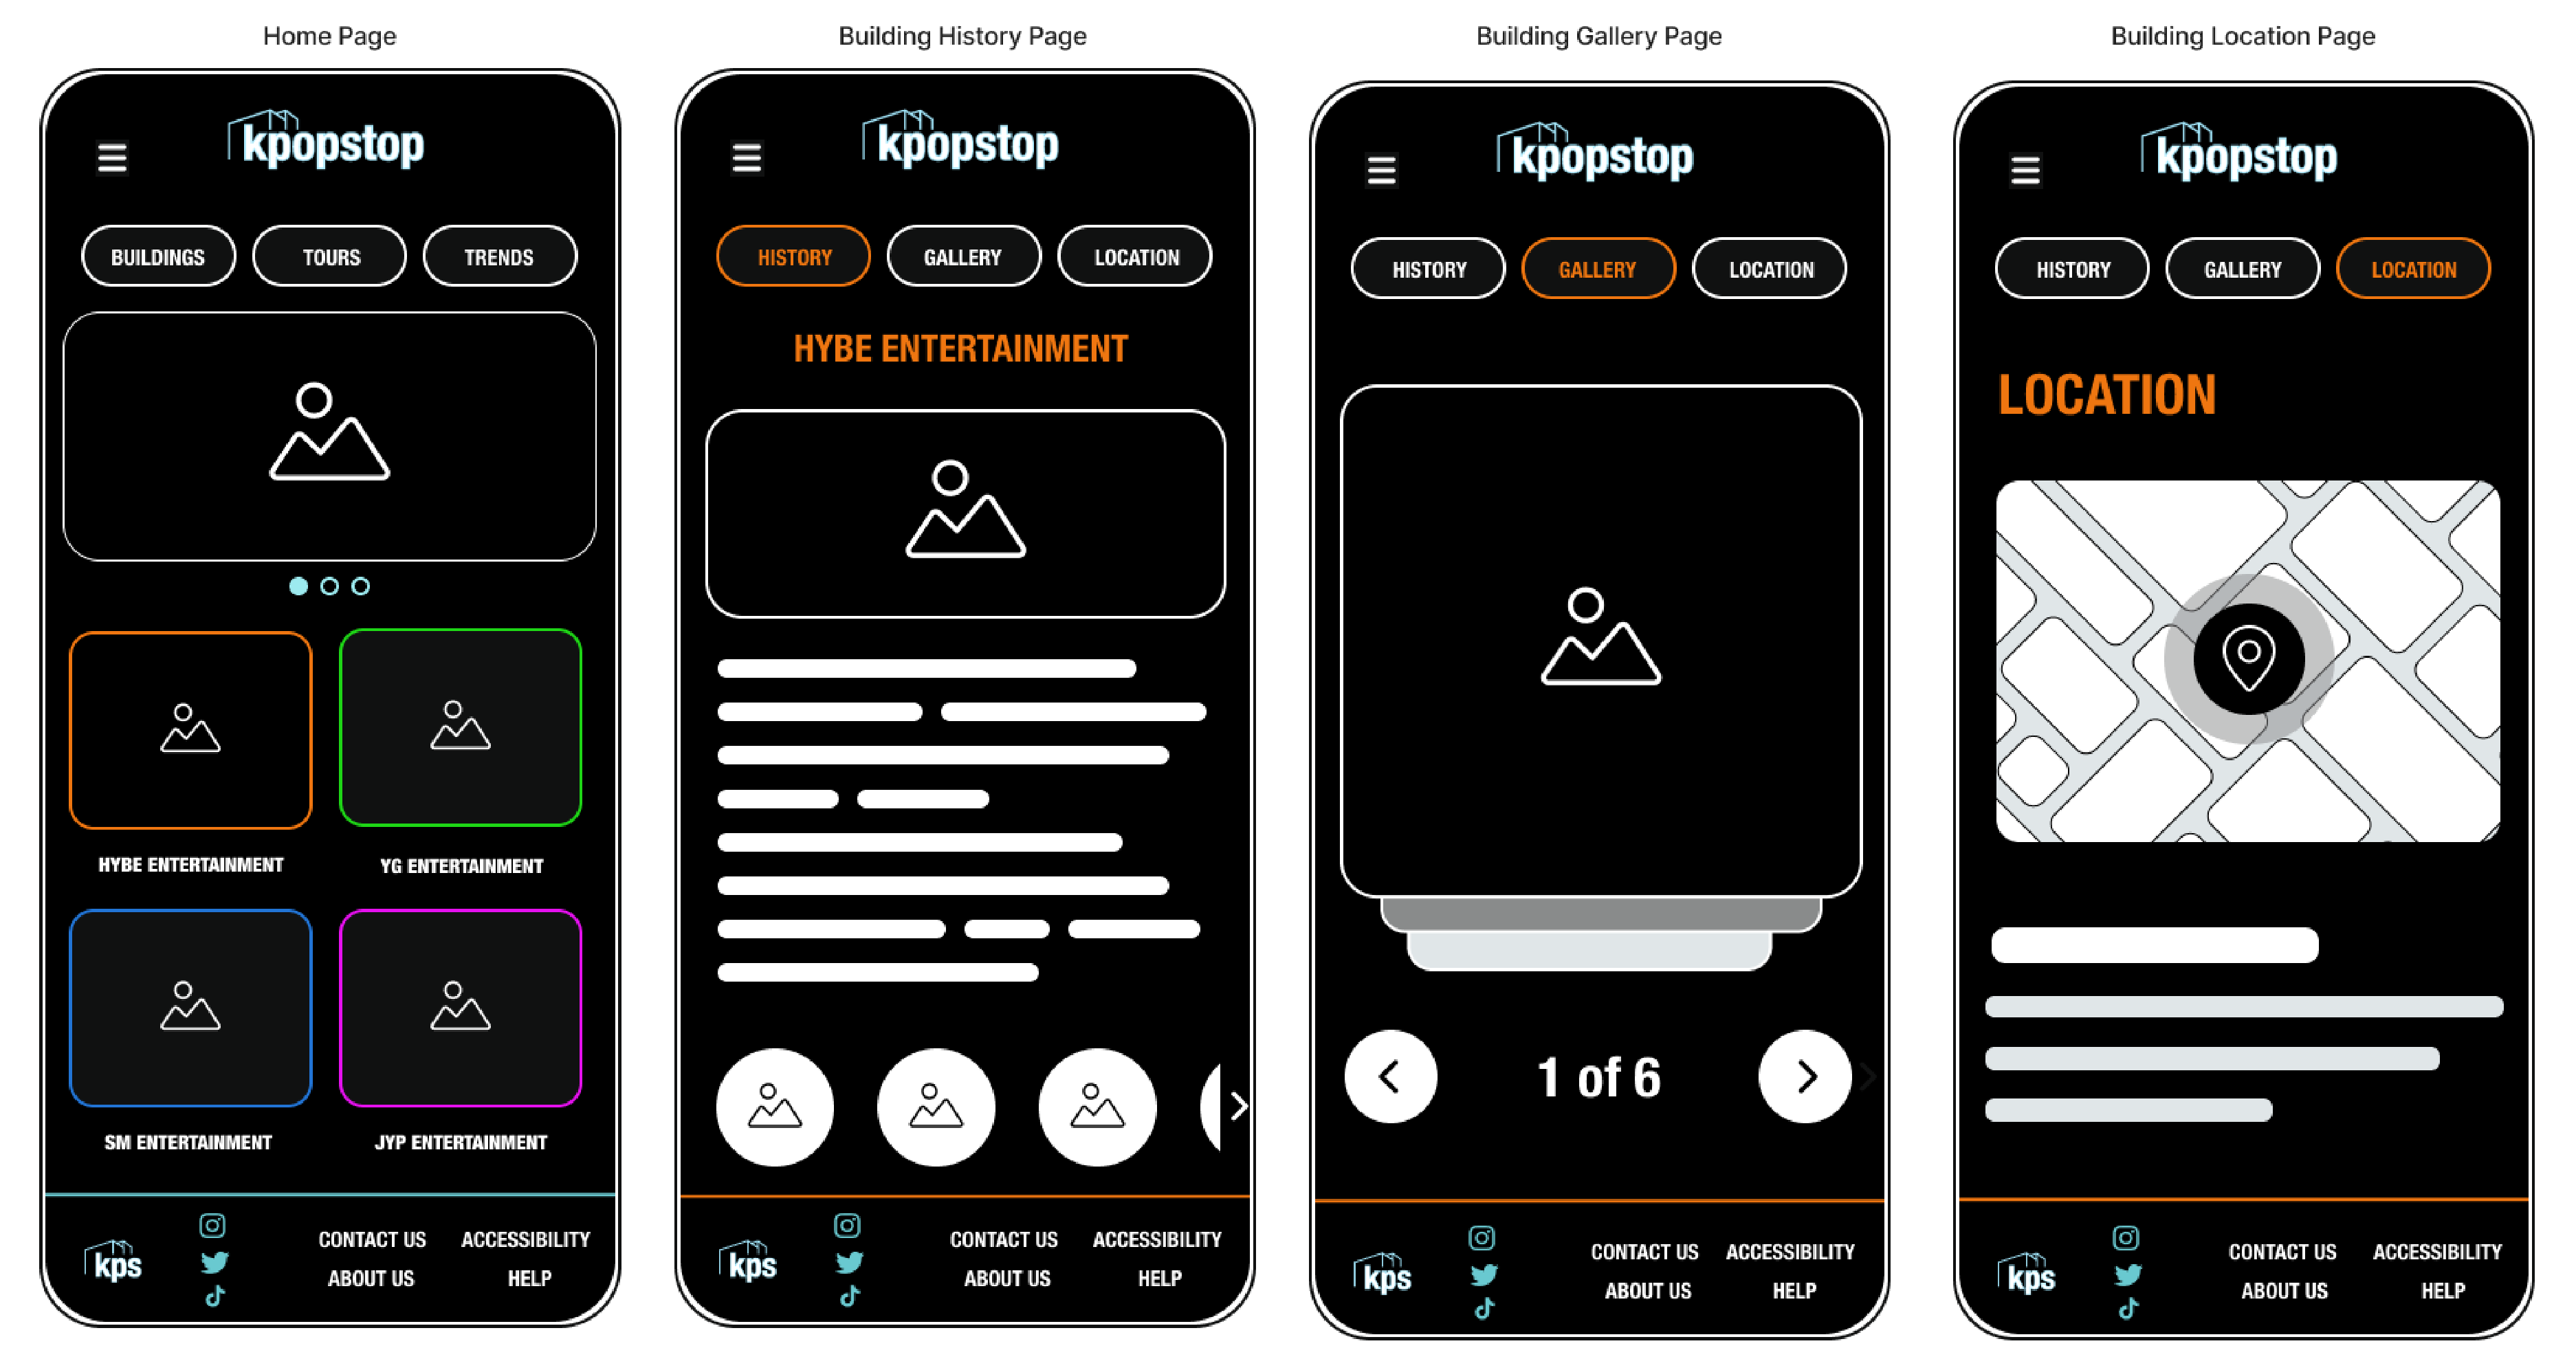 Home Page
kpopstop
BUILDINGS TOURS TRENDS
HYBE ENTERTAINMENT YG ENTERTAINMENT
SM ENTERTAINMENT JYP ENTERTAINMENT
kps
CONTACT US ACCESSIBILITY
ABOUT US HELP
Building History Page
kpopstop
HISTORY GALLERY LOCATION
HYBE ENTERTAINMENT
kps
CONTACT US ACCESSIBILITY
ABOUT US HELP
Building Gallery Page
kpopstop
HISTORY GALLERY LOCATION
1 of 6
kps
CONTACT US ACCESSIBILITY
ABOUT US HELP
Building Location Page
kpopstop
HISTORY GALLERY LOCATION
LOCATION
kps
CONTACT US ACCESSIBILITY
ABOUT US HELP